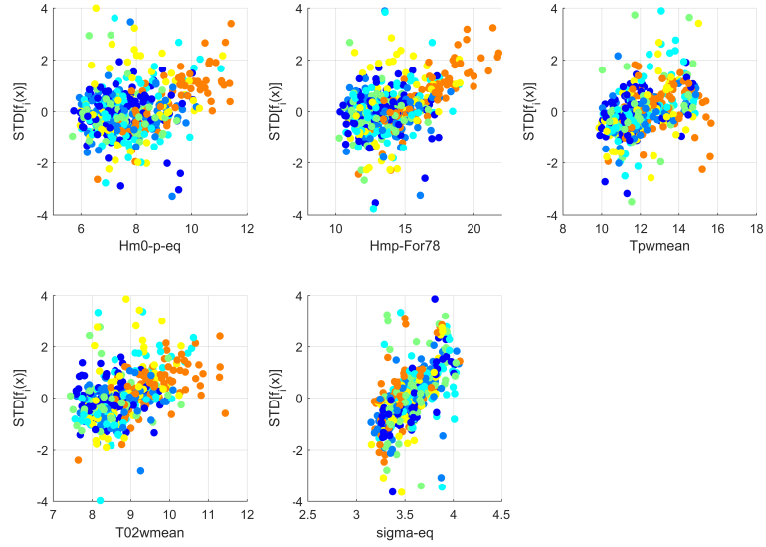 4
2
0
-2
-4
STD[f_i(x)]
6 8 10 12
Hm0-p-eq
4
2
0
-2
-4
STD[f_i(x)]
10 15 20
Hmp-For78
4
2
0
-2
-4
STD[f_i(x)]
8 10 12 14 16 18
Tpwmean
4
2
0
-2
-4
STD[f_i(x)]
7 8 9 10 11 12
T02wmean
4
2
0
-2
-4
STD[f_i(x)]
2.5 3 3.5 4 4.5
sigma-eq